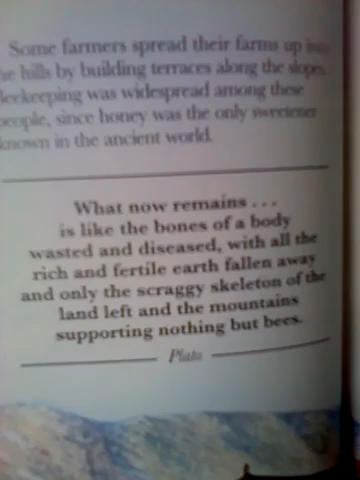 Some farmers spread their farms up into
he hills by building terraces along the slopes.
Beekeeping was widespread among these
people, since honey was the only sweetener
known in the ancient world.
What now remains . . .
is like the bones of a body
wasted and diseased, with all the
rich and fertile earth fallen away
and only the scraggy skeleton of the
land left and the mountains
supporting nothing but bees.
Plato